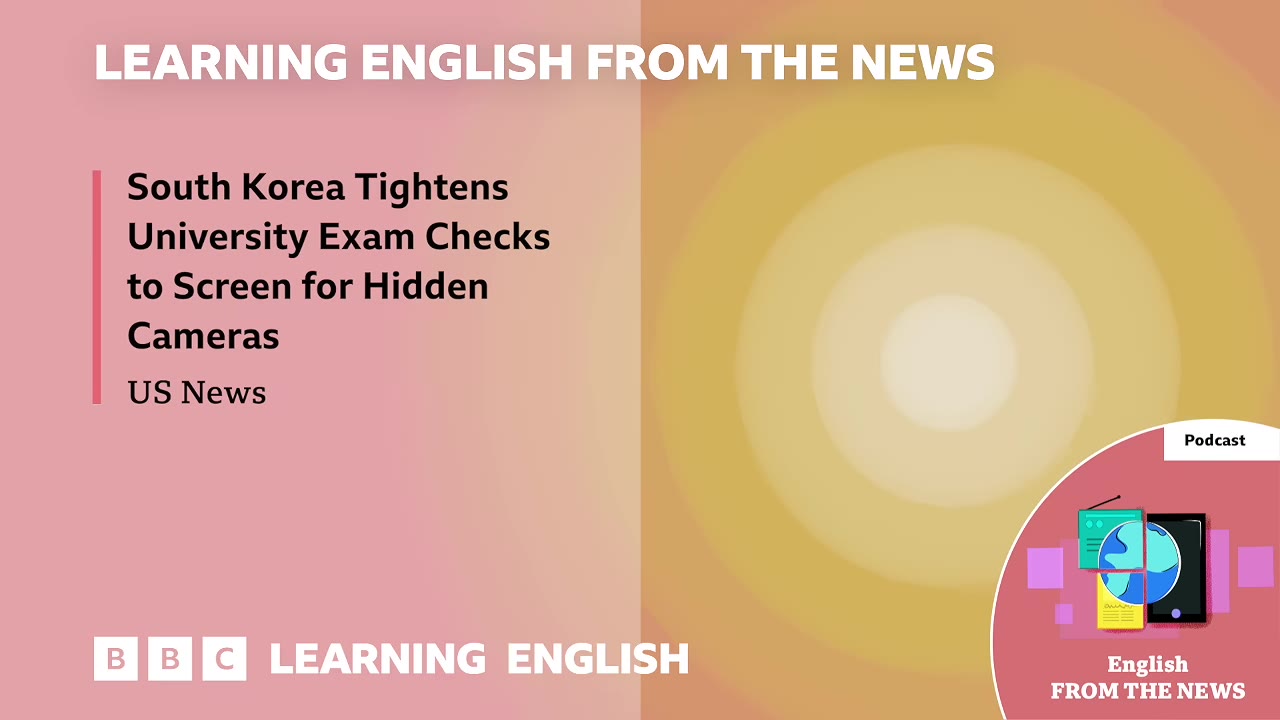 LEARNING ENGLISH FROM THE NEWS
South Korea Tightens
University Exam Checks
to Screen for Hidden
Cameras
US News
Podcast
English
FROM THE NEWS
BBC LEARNING ENGLISH